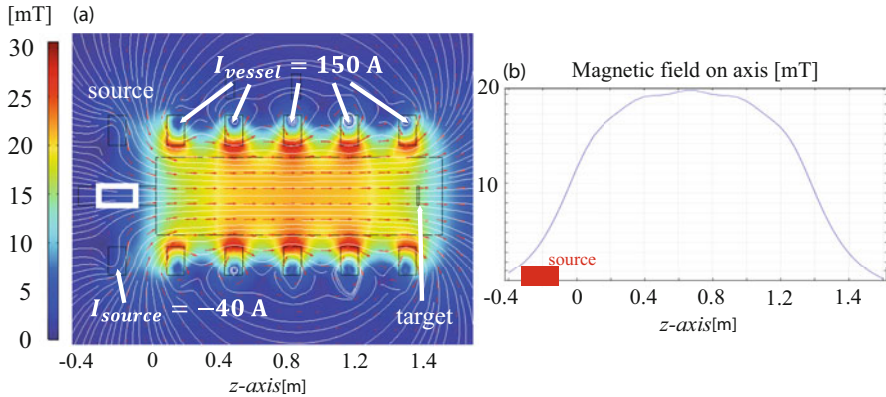 [mT]
(a)
30
25
20
15
10
5
0
source
I_vessel = 150 A
I_source = −40 A
target
-0.4
0
0.4
0.8
1.2
1.4
z-axis[m]
(b)
Magnetic field on axis [mT]
20
10
source
-0.4
0
0.4
0.8
1.2
1.6
z-axis[m]